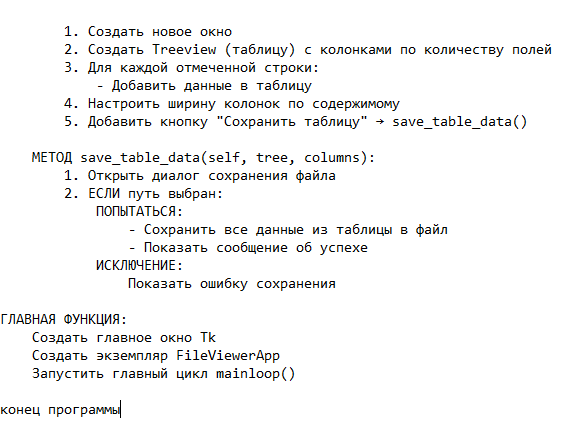 1. Создать новое окно
2. Создать Treeview (таблицу) с колонками по количеству полей
3. Для каждой отмеченной строки:
- Добавить данные в таблицу
4. Настроить ширину колонок по содержимому
5. Добавить кнопку "Сохранить таблицу" → save_table_data()
МЕТОД save_table_data(self, tree, columns):
1. Открыть диалог сохранения файла
2. ЕСЛИ путь выбран:
ПОПЫТАТЬСЯ:
- Сохранить все данные из таблицы в файл
- Показать сообщение об успехе
ИСКЛЮЧЕНИЕ:
Показать ошибку сохранения
ГЛАВНАЯ ФУНКЦИЯ:
Создать главное окно Tk
Создать экземпляр FileViewerApp
Запустить главный цикл mainloop()
конец программы